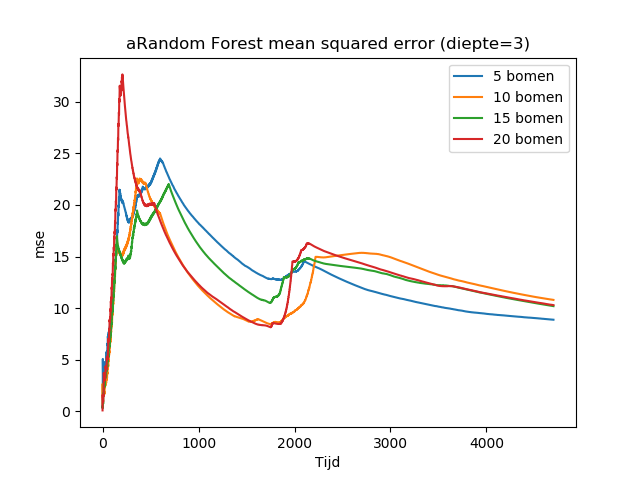 aRandom Forest mean squared error (diepte=3)
5 bomen
10 bomen
15 bomen
20 bomen
mse
30
25
20
15
10
5
0
0 1000 2000 3000 4000
Tijd